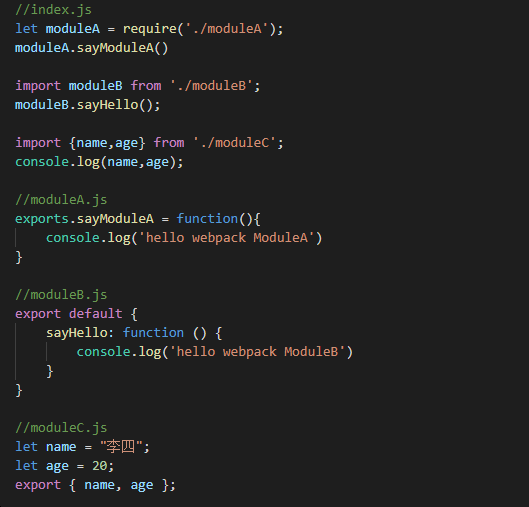 //index.js
let moduleA = require('./moduleA');
moduleA.sayModuleA()
import moduleB from './moduleB';
moduleB.sayHello();
import {name,age} from './moduleC';
console.log(name,age);
//moduleA.js
exports.sayModuleA = function(){
    console.log('hello webpack ModuleA')
}
//moduleB.js
export default {
    sayHello: function () {
        console.log('hello webpack ModuleB')
    }
}
//moduleC.js
let name = "李四";
let age = 20;
export { name, age };